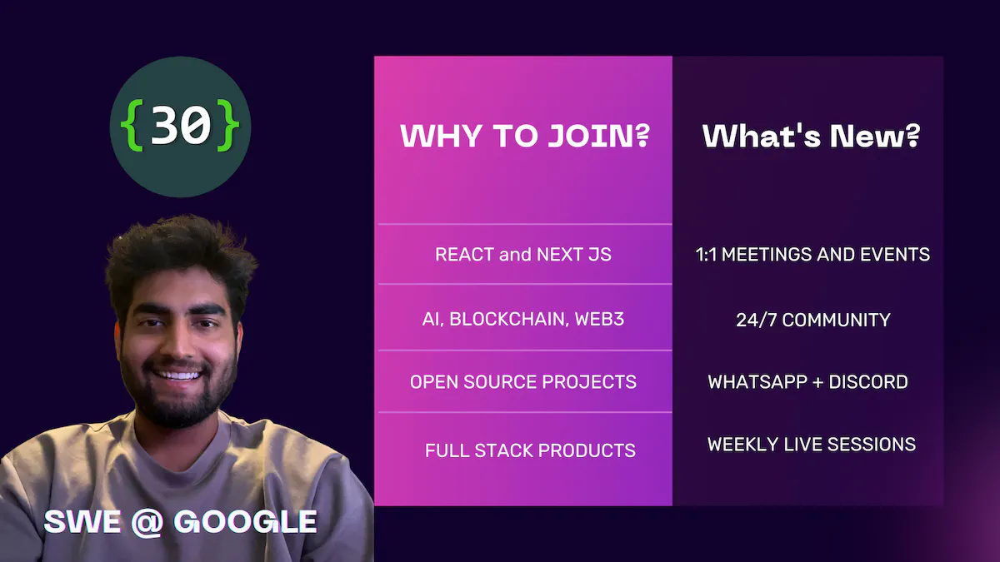 {30}
SWE @ GOOGLE
WHY TO JOIN?
REACT and NEXT JS
AI, BLOCKCHAIN, WEB3
OPEN SOURCE PROJECTS
FULL STACK PRODUCTS
What's New?
1:1 MEETINGS AND EVENTS
24/7 COMMUNITY
WHATSAPP + DISCORD
WEEKLY LIVE SESSIONS